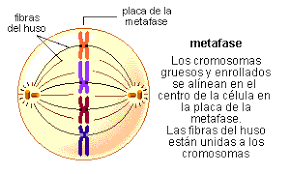 placa de la
metafase
fibras
del huso
metafase
Los cromosomas
gruesos y enrollados
se alinean en el
centro de la célula en
la placa de la
metafase.
Las fibras del huso
están unidas a los
cromosomas